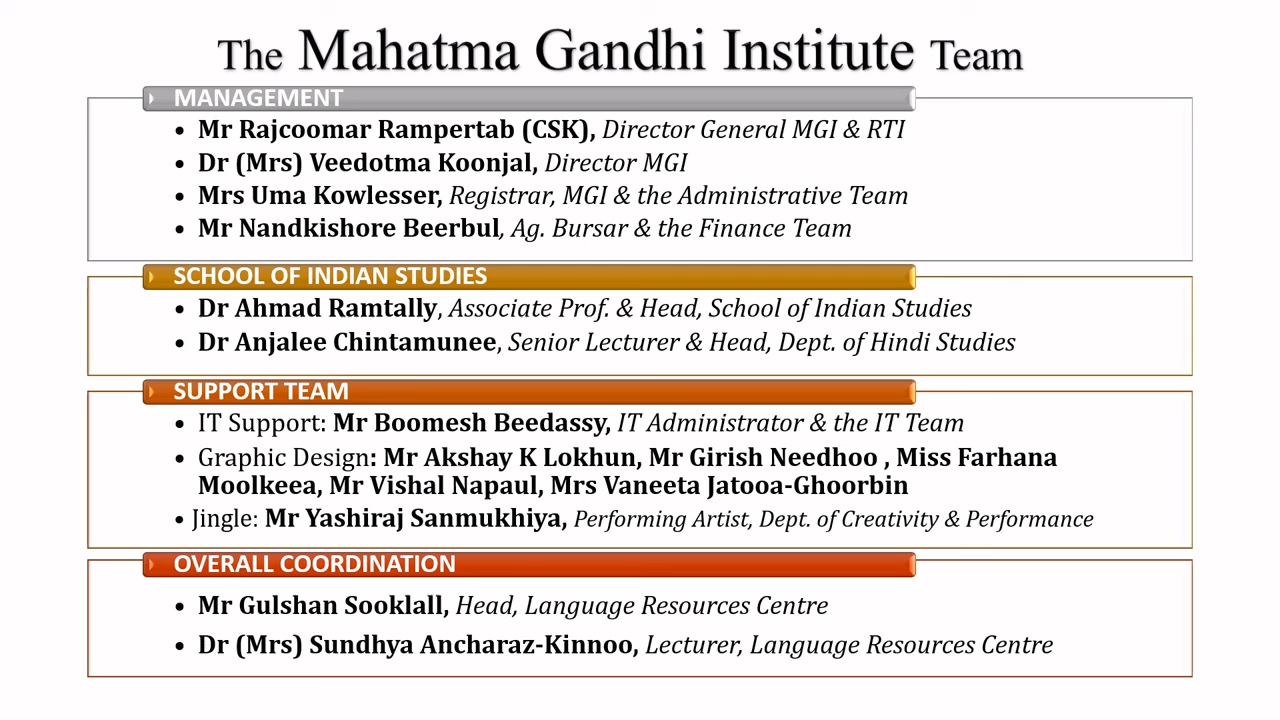 The Mahatma Gandhi Institute Team
MANAGEMENT
• Mr Rajcoomar Rampertab (CSK), Director General MGI & RTI
• Dr (Mrs) Veedotma Koonjal, Director MGI
• Mrs Uma Kowlesser, Registrar, MGI & the Administrative Team
• Mr Nandkishore Beerbul, Ag. Bursar & the Finance Team
SCHOOL OF INDIAN STUDIES
• Dr Ahmad Ramtally, Associate Prof. & Head, School of Indian Studies
• Dr Anjalee Chintamunee, Senior Lecturer & Head, Dept. of Hindi Studies
SUPPORT TEAM
• IT Support: Mr Boomesh Beedassy, IT Administrator & the IT Team
• Graphic Design: Mr Akshay K Lokhun, Mr Girish Needhoo , Miss Farhana
Moolkeea, Mr Vishal Napaul, Mrs Vaneeta Jatooa-Ghoorbin
• Jingle: Mr Yashiraj Sanmukhiya, Performing Artist, Dept. of Creativity & Performance
OVERALL COORDINATION
• Mr Gulshan Sooklall, Head, Language Resources Centre
• Dr (Mrs) Sundhya Ancharaz-Kinnoo, Lecturer, Language Resources Centre